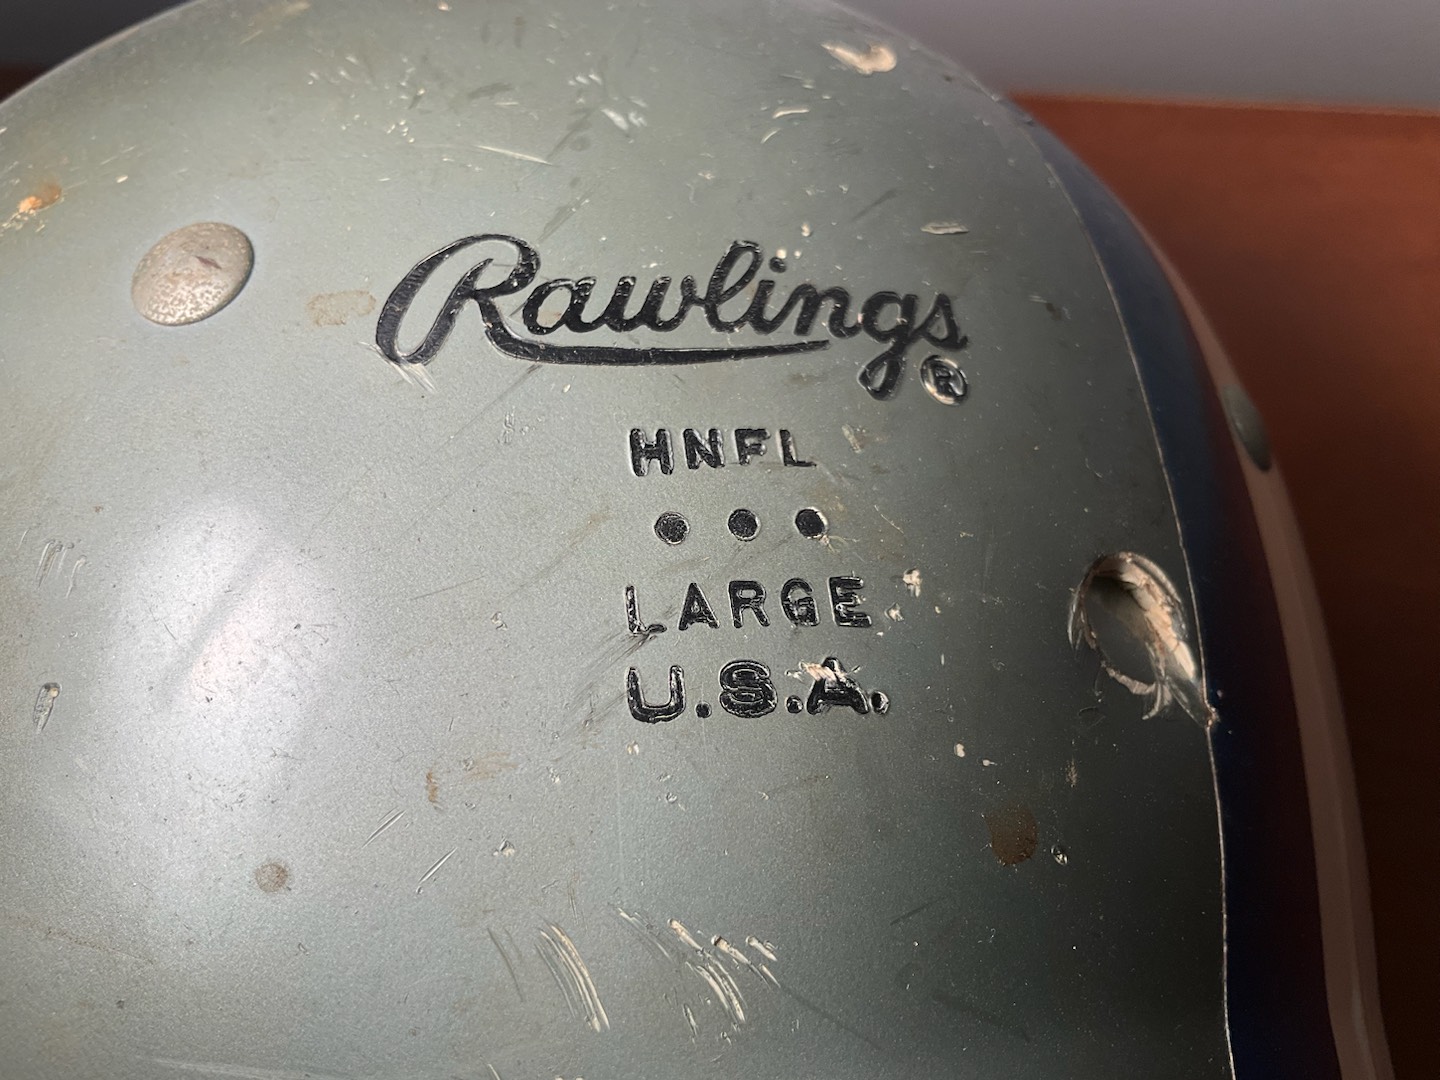 Rawlings®
HNFL
•••
LARGE
U.S.A.